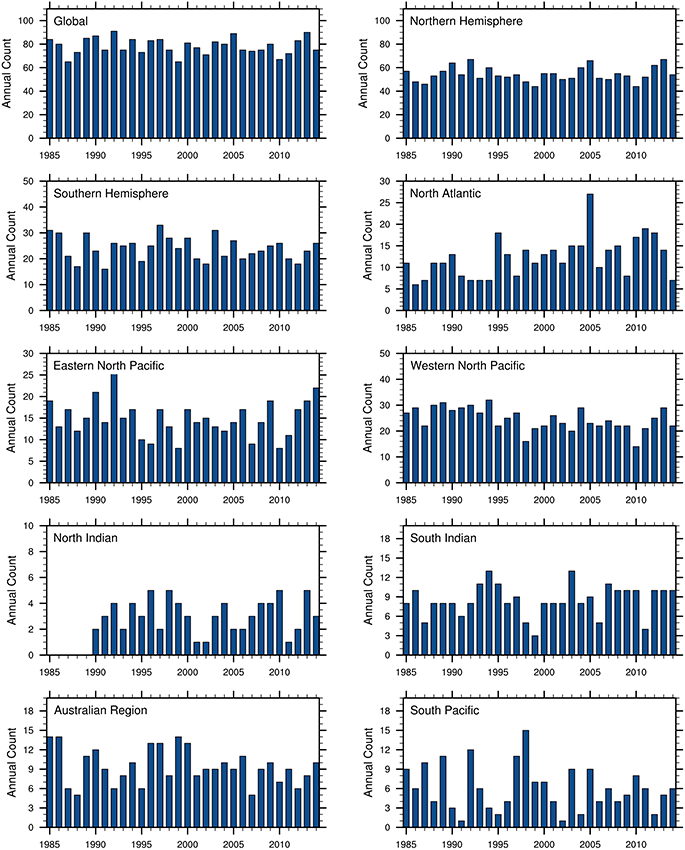 Global
Annual Count
100
80
60
40
20
0
1985 1990 1995 2000 2005 2010
Northern Hemisphere
Annual Count
100
80
60
40
20
0
1985 1990 1995 2000 2005 2010
Southern Hemisphere
Annual Count
50
40
30
20
10
0
1985 1990 1995 2000 2005 2010
North Atlantic
Annual Count
30
25
20
15
10
5
0
1985 1990 1995 2000 2005 2010
Eastern North Pacific
Annual Count
30
25
20
15
10
5
0
1985 1990 1995 2000 2005 2010
Western North Pacific
Annual Count
50
40
30
20
10
0
1985 1990 1995 2000 2005 2010
North Indian
Annual Count
10
8
6
4
2
0
1985 1990 1995 2000 2005 2010
South Indian
Annual Count
18
15
12
9
6
3
0
1985 1990 1995 2000 2005 2010
Australian Region
Annual Count
18
15
12
9
6
3
0
1985 1990 1995 2000 2005 2010
South Pacific
Annual Count
18
15
12
9
6
3
0
1985 1990 1995 2000 2005 2010